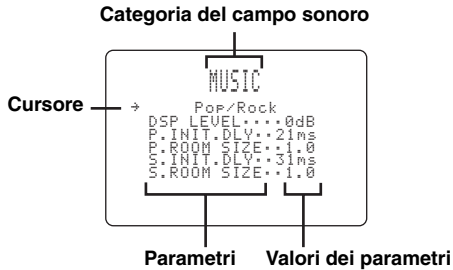 Categoria del campo sonoro
MUSIC
Cursore → Pop/Rock
DSP LEVEL····0dB
P.INIT.DLY··21ms
P.ROOM SIZE··1.0
S.INIT.DLY··31ms
S.ROOM SIZE··1.0
Parametri Valori dei parametri